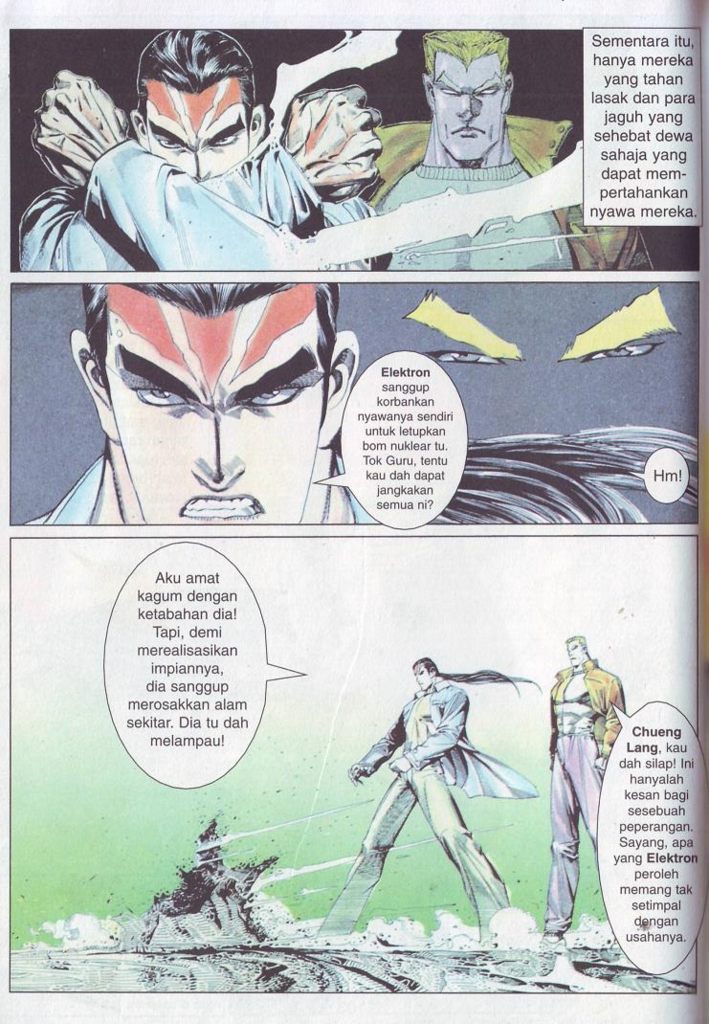 Sementara itu,
hanya mereka
yang tahan
lasak dan para
jaguh yang
sehebat dewa
sahaja yang
dapat mem-
pertahankan
nyawa mereka.
Elektron
sanggup
korbankan
nyawanya sendiri
untuk letupkan
bom nuklear tu.
Tok Guru, tentu
kau dah dapat
jangkakan
semua ni?
Hm!
Aku amat
kagum dengan
ketabahan dia!
Tapi, demi
merealisasikan
impiannya,
dia sanggup
merosakkan alam
sekitar. Dia tu dah
melampau!
Chueng
Lang, kau
dah silap! Ini
hanyalah
kesan bagi
sesebuah
peperangan.
Sayang, apa
yang Elektron
peroleh
memang tak
setimpal
dengan
usahanya.